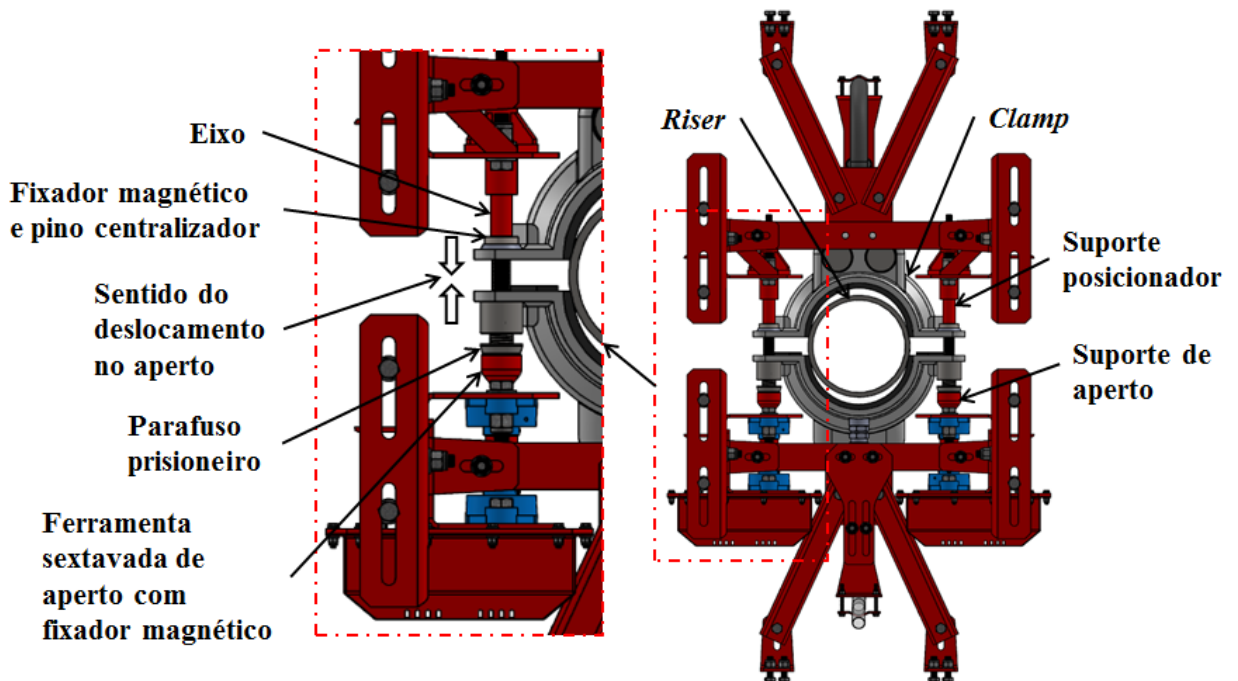 Eixo
Fixador magnético
e pino centralizador
Sentido do
deslocamento
no aperto
Parafuso
prisioneiro
Ferramenta
sextavada de
aperto com
fixador magnético
Riser
Clamp
Suporte
posicionador
Suporte de
aperto